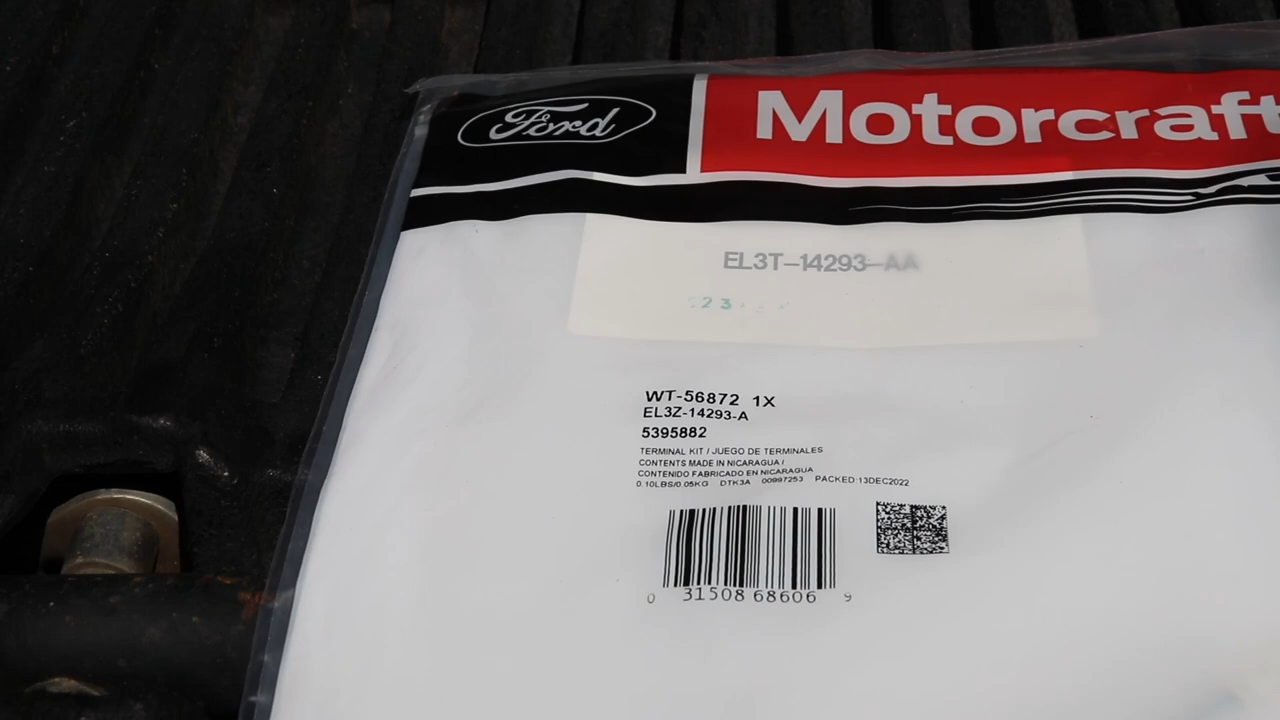 Ford Motorcraft
EL3T-14293-AA
23
WT-56872 1X
EL3Z-14293-A
5395882
TERMINAL KIT / JUEGO DE TERMINALES
CONTENTS MADE IN NICARAGUA /
CONTENIDO FABRICADO EN NICARAGUA
0.10LBS/0.05KG DTK3A 00997253 PACKED:13DEC2022
0 31508 68606 9